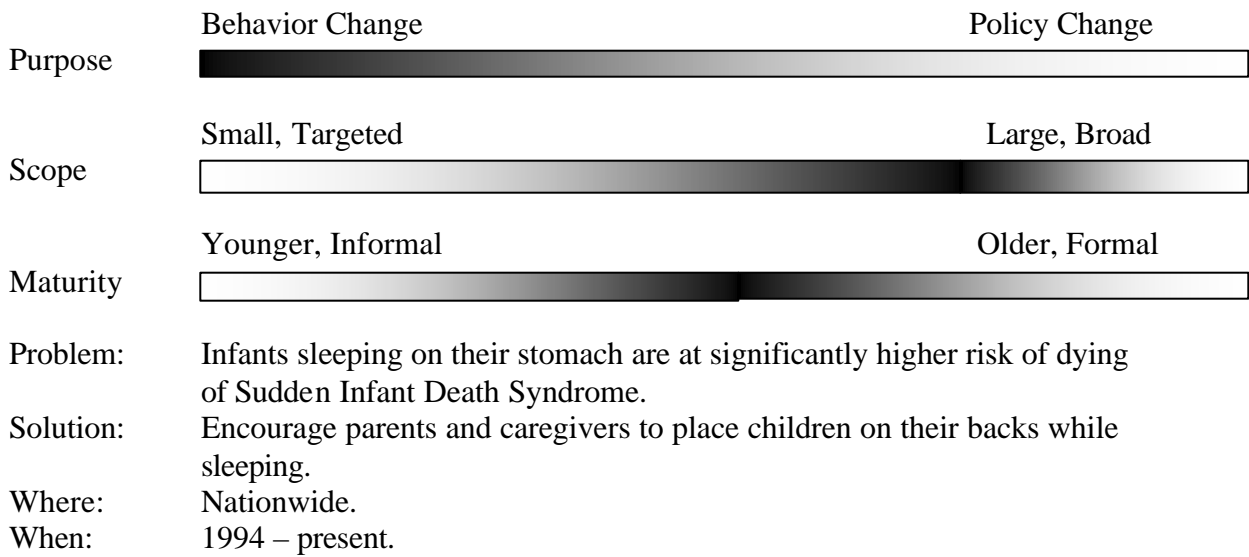 Behavior Change Policy Change
Purpose
Small, Targeted Large, Broad
Scope
Younger, Informal Older, Formal
Maturity
Problem: Infants sleeping on their stomach are at significantly higher risk of dying
of Sudden Infant Death Syndrome.
Solution: Encourage parents and caregivers to place children on their backs while
sleeping.
Where: Nationwide.
When: 1994 – present.